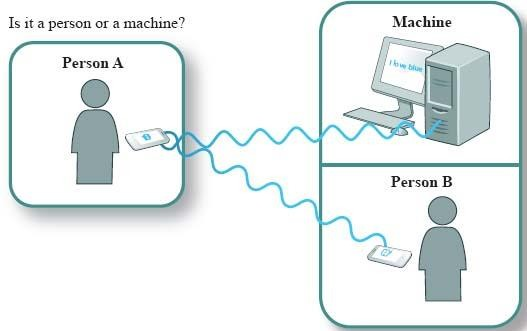 Is it a person or a machine?
Person A
Machine
I love blue
Person B